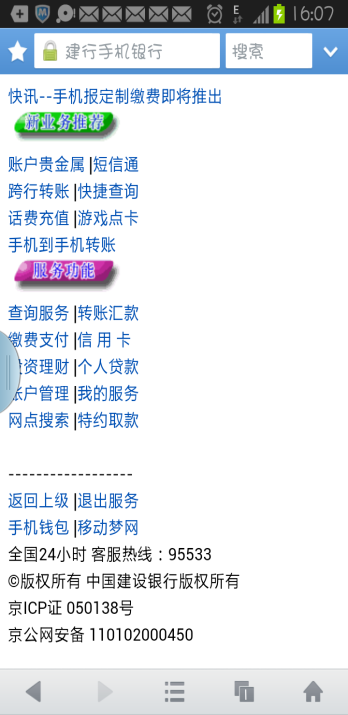 E 16:07
建行手机银行 搜索
快讯--手机报定制缴费即将推出
新业务推荐
账户贵金属|短信通
跨行转账|快捷查询
话费充值|游戏点卡
手机到手机转账
服务功能
查询服务|转账汇款
缴费支付|信 用 卡
投资理财|个人贷款
账户管理|我的服务
网点搜索|特约取款
------------------
返回上级|退出服务
手机钱包|移动梦网
全国24小时 客服热线：95533
©版权所有 中国建设银行版权所有
京ICP证 050138号
京公网安备 110102000450